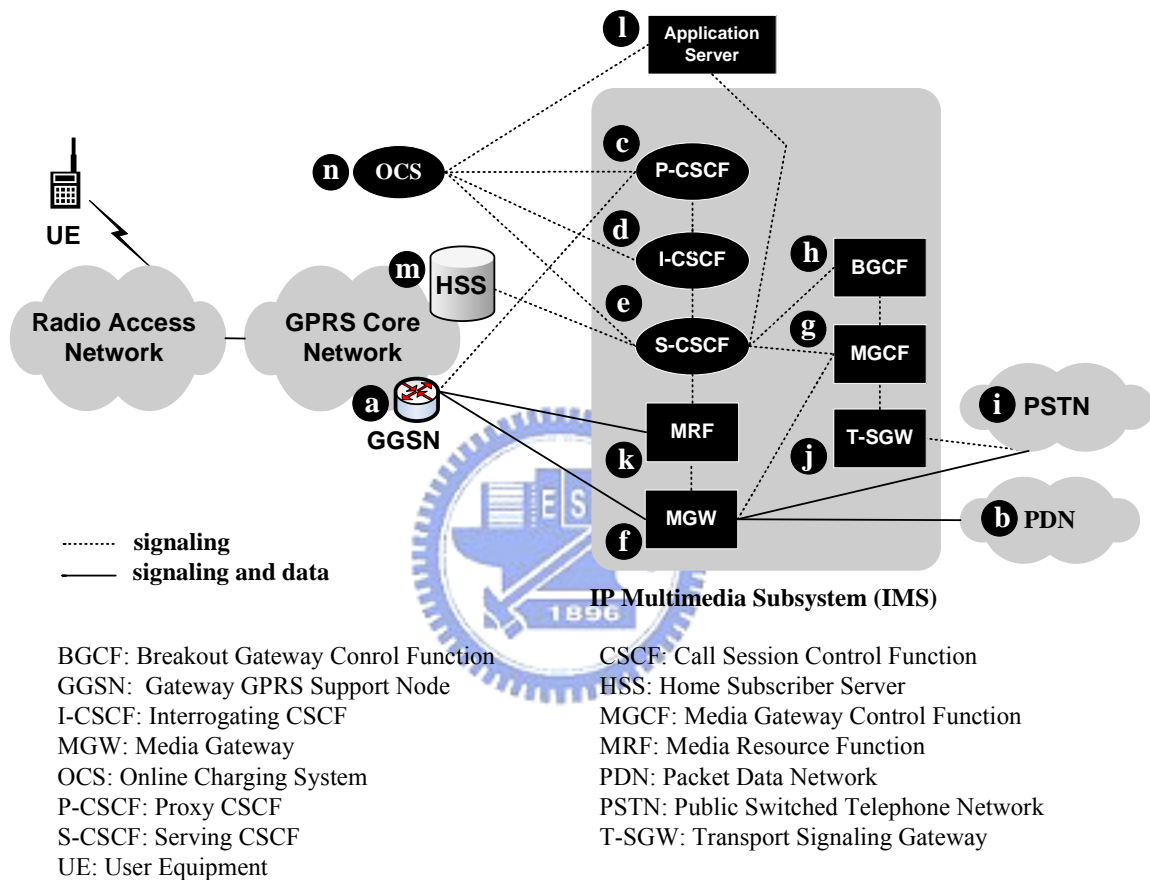 l
Application
Server
c
P-CSCF
n
OCS
UE
d
I-CSCF
h
BGCF
m
HSS
e
S-CSCF
g
MGCF
Radio Access
Network
GPRS Core
Network
a
GGSN
MRF
k
T-SGW
j
i PSTN
MGW
f
b PDN
E S
1896
signaling
signaling and data
IP Multimedia Subsystem (IMS)
BGCF: Breakout Gateway Conrol Function
GGSN: Gateway GPRS Support Node
I-CSCF: Interrogating CSCF
MGW: Media Gateway
OCS: Online Charging System
P-CSCF: Proxy CSCF
S-CSCF: Serving CSCF
UE: User Equipment
CSCF: Call Session Control Function
HSS: Home Subscriber Server
MGCF: Media Gateway Control Function
MRF: Media Resource Function
PDN: Packet Data Network
PSTN: Public Switched Telephone Network
T-SGW: Transport Signaling Gateway